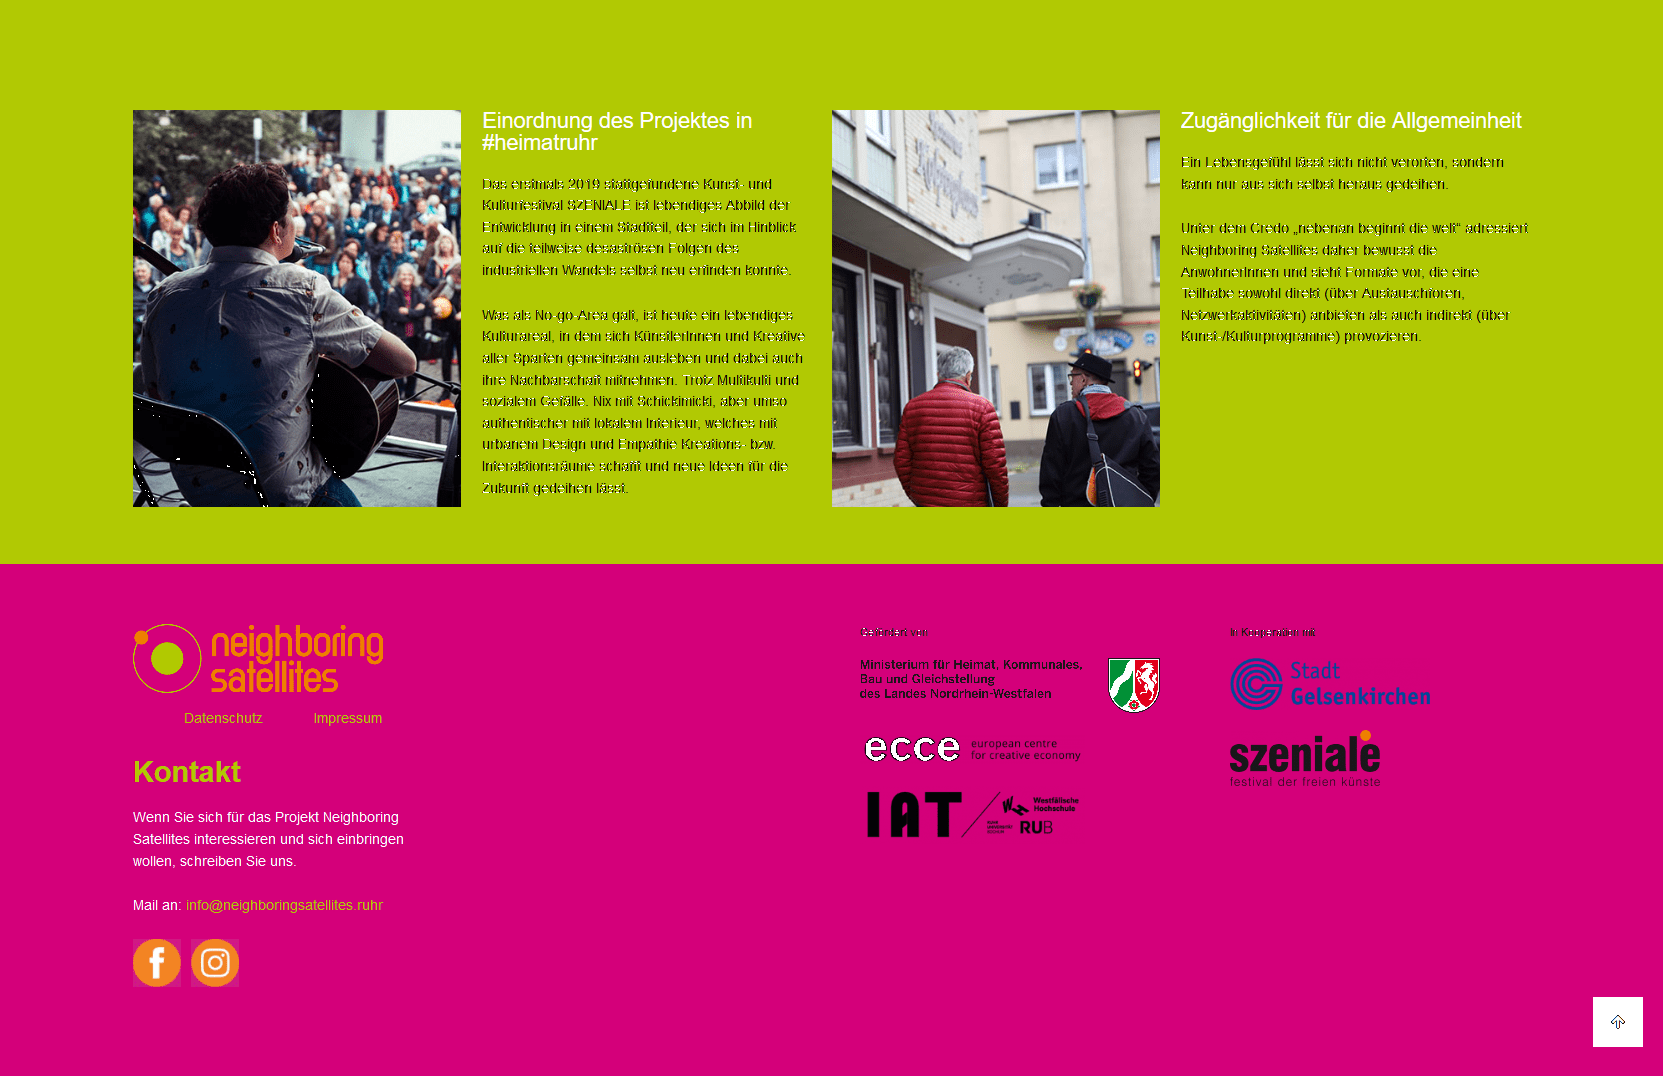 Einordnung des Projektes in
#heimatruhr
Das erstmals 2019 stattgefundene Kunst- und
Kulturfestival SZENIALE ist lebendiges Abbild der
Entwicklung in einem Stadtteil, der sich im Hinblick
auf die teilweise desaströsen Folgen des
industriellen Wandels selbst neu erfinden konnte.
Was als No-go-Area galt, ist heute ein lebendiges
Kulturareal, in dem sich KünstlerInnen und Kreative
aller Sparten gemeinsam ausleben und dabei auch
ihre Nachbarschaft mitnehmen. Trotz Multikulti und
sozialem Gefälle. Nix mit Schickimicki, aber umso
authentischer mit lokalem Interieur, welches mit
urbanem Design und Empathie Kreations- bzw.
Interaktionsräume schafft und neue Ideen für die
Zukunft gedeihen lässt.
Zugänglichkeit für die Allgemeinheit
Ein Lebensgefühl lässt sich nicht verorten, sondern
kann nur aus sich selbst heraus gedeihen.
Unter dem Credo „nebenan beginnt die welt“ adressiert
Neighboring Satellites daher bewusst die
AnwohnerInnen und sieht Formate vor, die eine
Teilhabe sowohl direkt (über Austauschforen,
Netzwerkaktivitäten) anbieten als auch indirekt (über
Kunst-/Kulturprogramme) provozieren.
neighboring
satellites
Datenschutz Impressum
Kontakt
Wenn Sie sich für das Projekt Neighboring
Satellites interessieren und sich einbringen
wollen, schreiben Sie uns.
Mail an: info@neighboringsatellites.ruhr
Gefördert von
Ministerium für Heimat, Kommunales,
Bau und Gleichstellung
des Landes Nordrhein-Westfalen
ecce european centre
for creative economy
IAT
Westfälische
Hochschule
RUB
In Kooperation mit
Stadt
Gelsenkirchen
szeniale
festival der freien künste